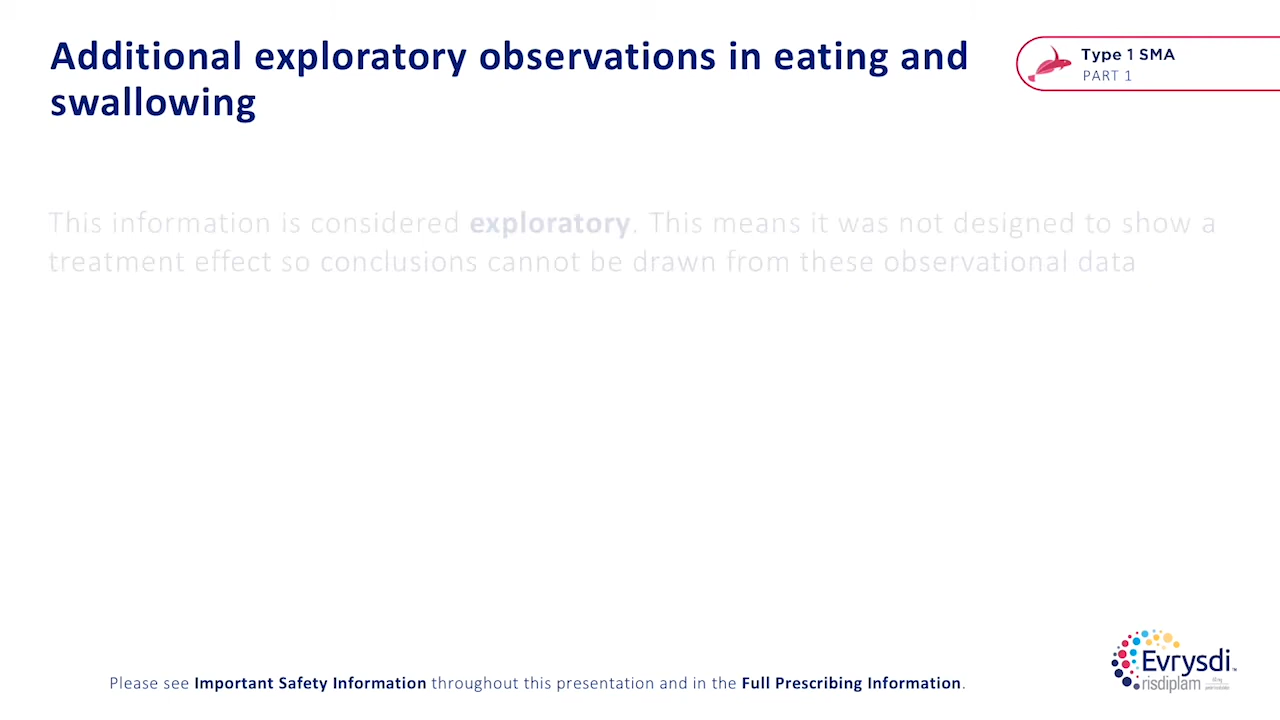 Additional exploratory observations in eating and
swallowing
Type 1 SMA
PART 1
This information is considered exploratory. This means it was not designed to show a
treatment effect so conclusions cannot be drawn from these observational data
Evrysdi™
risdiplam
Please see Important Safety Information throughout this presentation and in the Full Prescribing Information.